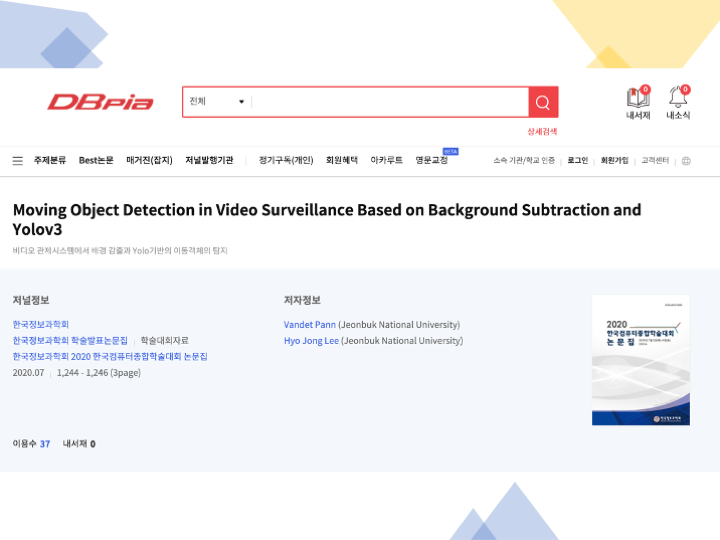 DBpia
전체
상세검색
0
내서재
0
내소식
주제분류 Best논문 매거진(잡지) 저널발행기관 정기구독(개인) 회원혜택 아카루트 영문교정 BETA 소속 기관/학교 인증 로그인 회원가입 고객센터
Moving Object Detection in Video Surveillance Based on Background Subtraction and
Yolov3
비디오 관제시스템에서 배경 감출과 Yolo기반의 이동객체의 탐지
저널정보
한국정보과학회
한국정보과학회 학술발표논문집 | 학술대회자료
한국정보과학회 2020 한국컴퓨터종합학술대회 논문집
2020.07 | 1,244 - 1,246 (3page)
저자정보
Vandet Pann (Jeonbuk National University)
Hyo Jong Lee (Jeonbuk National University)
2020
한국컴퓨터종합학술대회
논문집
이용수 37 내서재 0